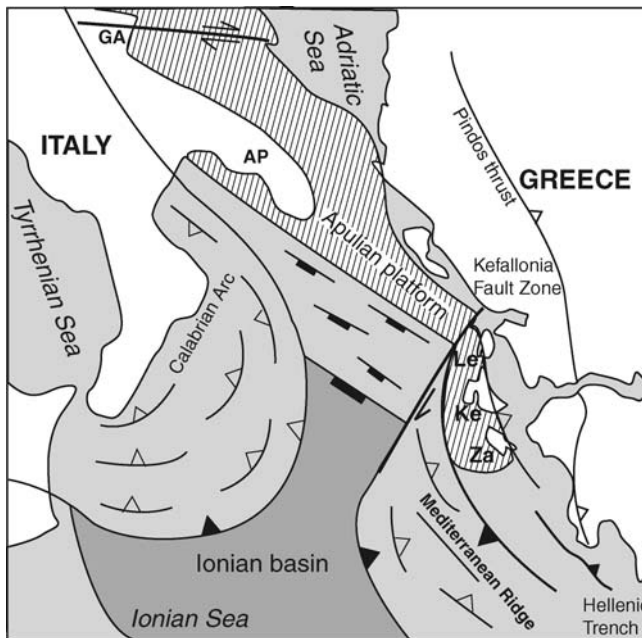 GA
Adriatic
Sea
ITALY
AP
Pindos thrust
GREECE
Tyrrhenian Sea
Apulian platform
Kefallonia
Fault Zone
Calabrian Arc
Le
Ke
Za
Mediterranean Ridge
Ionian basin
Ionian Sea
Hellenic
Trench